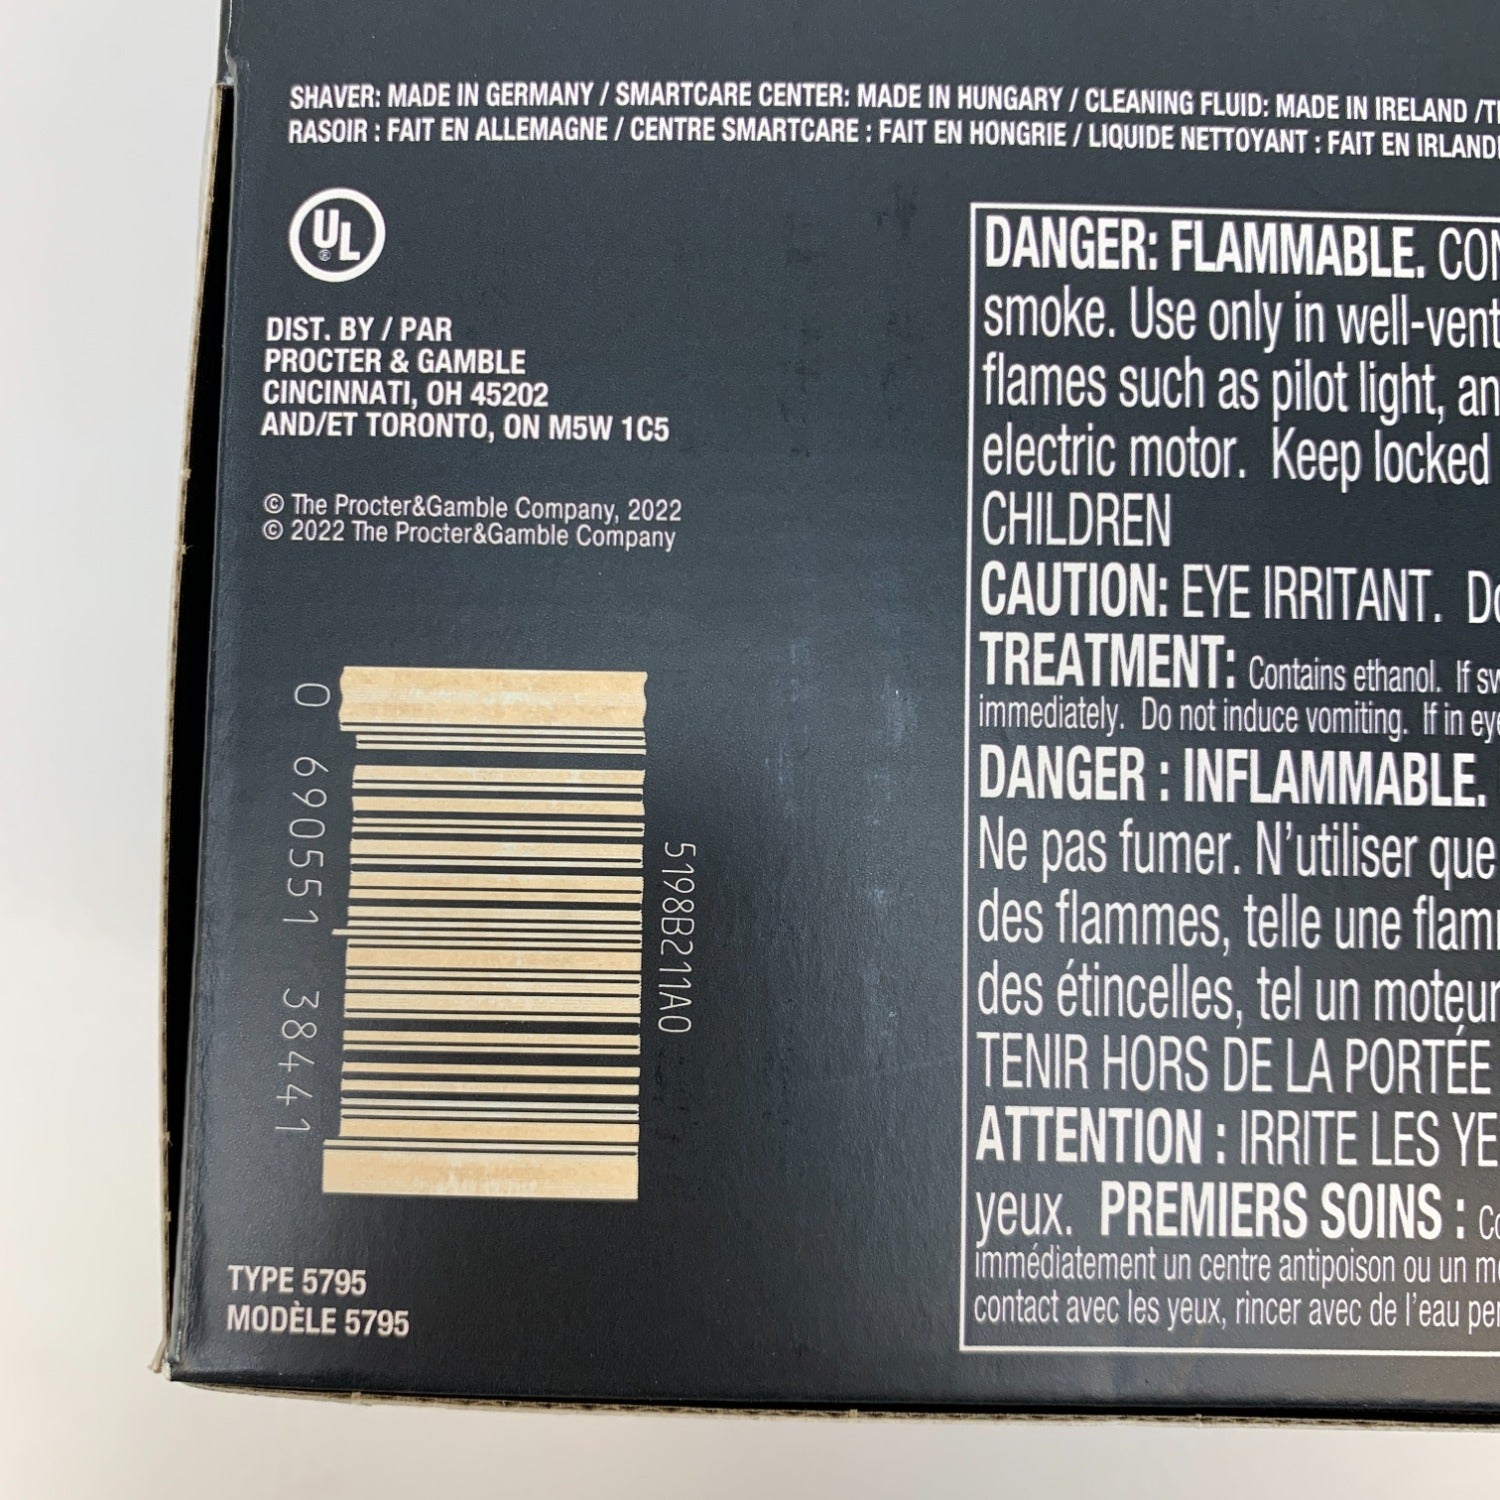 SHAVER: MADE IN GERMANY / SMARTCARE CENTER: MADE IN HUNGARY / CLEANING FLUID: MADE IN IRELAND /
RASOIR : FAIT EN ALLEMAGNE / CENTRE SMARTCARE : FAIT EN HONGRIE / LIQUIDE NETTOYANT : FAIT EN
UL
®
DIST. BY / PAR
PROCTER & GAMBLE
CINCINNATI, OH 45202
AND/ET TORONTO, ON M5W 1C5
© The Procter&Gamble Company, 2022
© 2022 The Procter&Gamble Company
0 690551 38441
5198B211A0
TYPE 5795
MODÈLE 5795
DANGER: FLAMMABLE.
smoke. Use only in
flames such as pilot light,
electric motor. Keep locked
CHILDREN
CAUTION: EYE IRRITANT.
TREATMENT: Contains ethanol. If
immediately. Do not induce vomiting. If in
DANGER : INFLAMMABLE.
Ne pas fumer. N'utiliser que
des flammes, telle une
des étincelles, tel un
TENIR HORS DE LA PORTÉE
ATTENTION : IRRITE LES
yeux. PREMIERS SOINS :
immédiatement un centre antipoison ou un
contact avec les yeux, rincer avec de l'eau